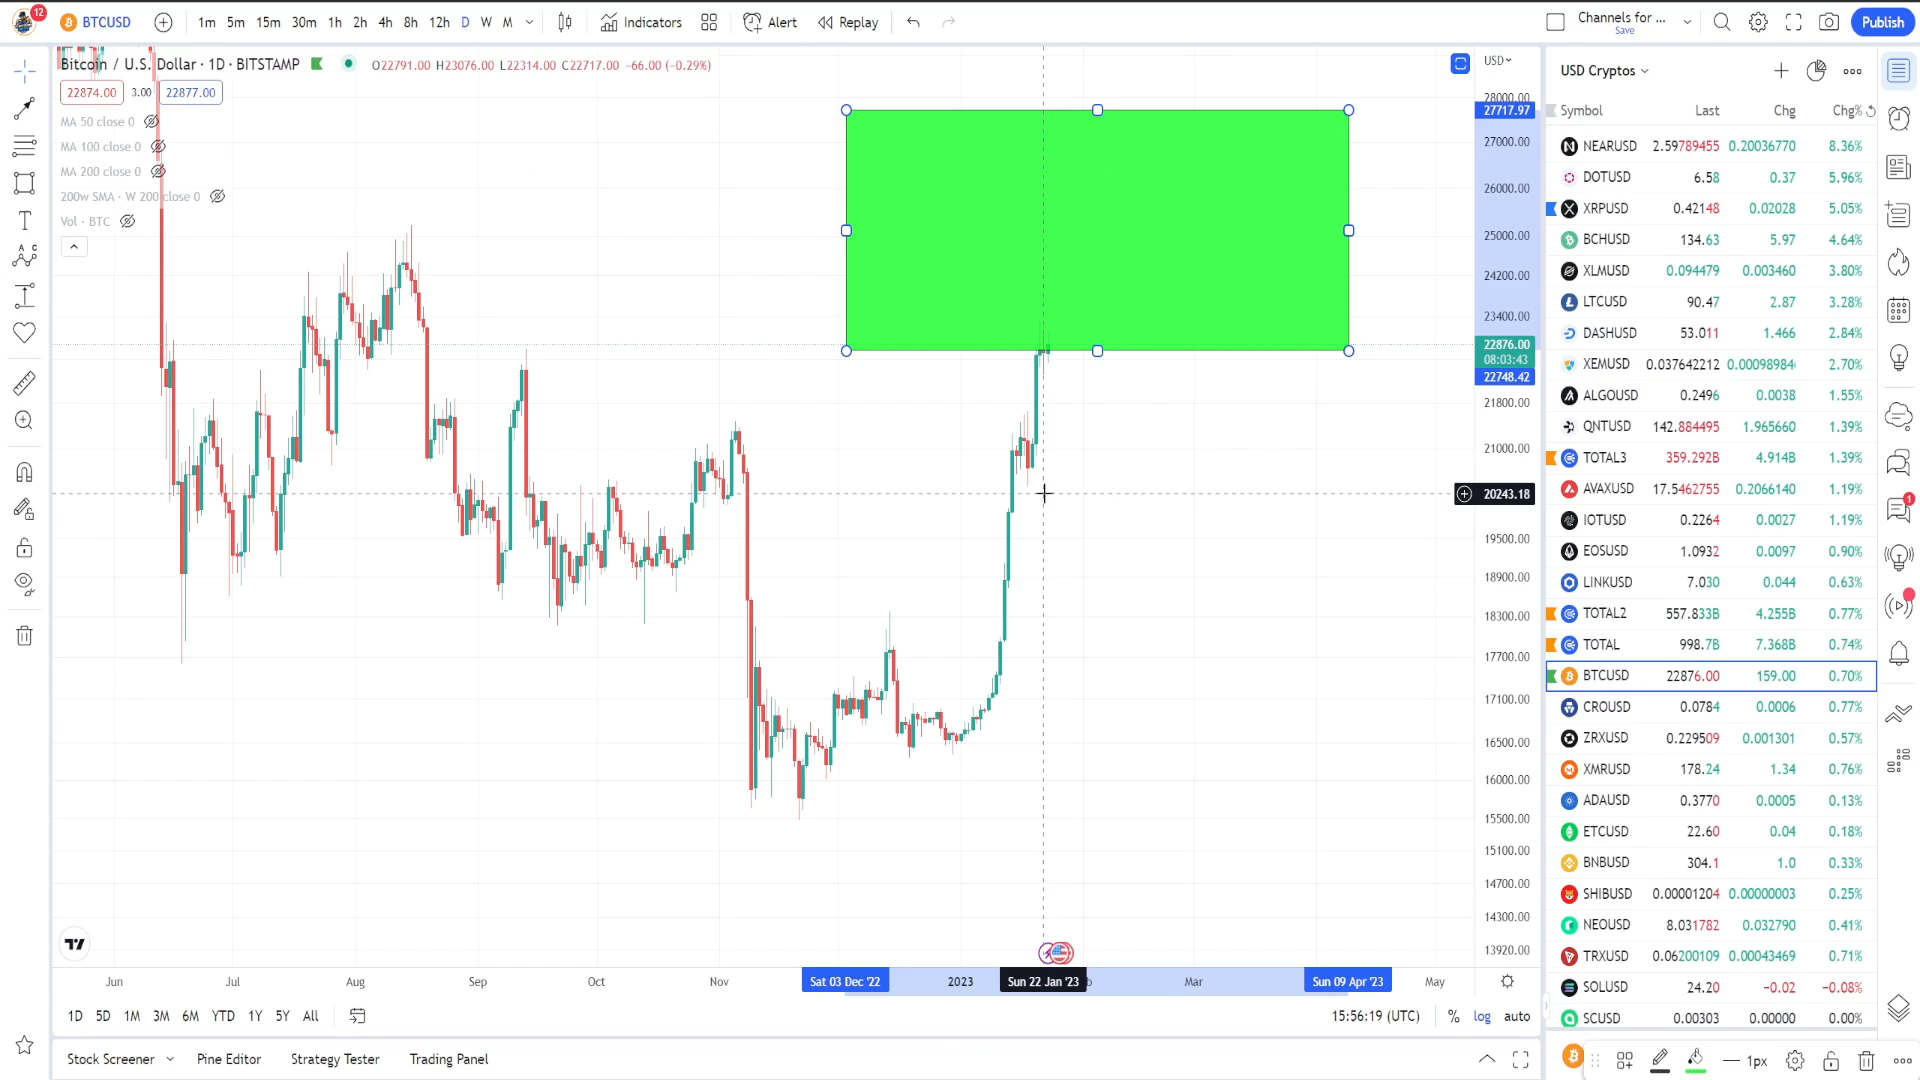 12
BTCUSD
1m 5m 15m 30m 1h 2h 4h 8h 12h D W M
Indicators
Alert
Replay
Channels for ...
Save
Publish
Bitcoin / U.S. Dollar · 1D · BITSTAMP
O22791.00 H23076.00 L22314.00 C22717.00 −66.00 (−0.29%)
22874.00 3.00 22877.00
MA 50 close 0
MA 100 close 0
MA 200 close 0
200w SMA · W 200 close 0
Vol · BTC
USD
28000.00
27717.97
27000.00
26000.00
25000.00
24200.00
23400.00
22876.00
08:03:43
22748.42
21800.00
21000.00
20243.18
19500.00
18900.00
18300.00
17700.00
17100.00
16500.00
16000.00
15500.00
15100.00
14700.00
14300.00
13920.00
Jun Jul Aug Sep Oct Nov Sat 03 Dec '22 2023 Sun 22 Jan '23 Mar Sun 09 Apr '23 May
1D 5D 1M 3M 6M YTD 1Y 5Y All
15:56:19 (UTC) % log auto
Stock Screener Pine Editor Strategy Tester Trading Panel
USD Cryptos
Symbol Last Chg Chg%
NEARUSD 2.59789455 0.20036770 8.36%
DOTUSD 6.58 0.37 5.96%
XRPUSD 0.42148 0.02028 5.05%
BCHUSD 134.63 5.97 4.64%
XLMUSD 0.094479 0.003460 3.80%
LTCUSD 90.47 2.87 3.28%
DASHUSD 53.011 1.466 2.84%
XEMUSD 0.037642212 0.00098984 2.70%
ALGOUSD 0.2496 0.0038 1.55%
QNTUSD 142.884495 1.965660 1.39%
TOTAL3 359.292B 4.914B 1.39%
AVAXUSD 17.5462755 0.2066140 1.19%
IOTUSD 0.2264 0.0027 1.19%
EOSUSD 1.0932 0.0097 0.90%
LINKUSD 7.030 0.044 0.63%
TOTAL2 557.833B 4.255B 0.77%
TOTAL 998.7B 7.368B 0.74%
BTCUSD 22876.00 159.00 0.70%
CROUSD 0.0784 0.0006 0.77%
ZRXUSD 0.229509 0.001301 0.57%
XMRUSD 178.24 1.34 0.76%
ADAUSD 0.3770 0.0005 0.13%
ETCUSD 22.60 0.04 0.18%
BNBUSD 304.1 1.0 0.33%
SHIBUSD 0.00001204 0.00000003 0.25%
NEOUSD 8.031782 0.032790 0.41%
TRXUSD 0.06200109 0.00043469 0.71%
SOLUSD 24.20 −0.02 −0.08%
SCUSD 0.00303 0.00000 0.00%
1px
1